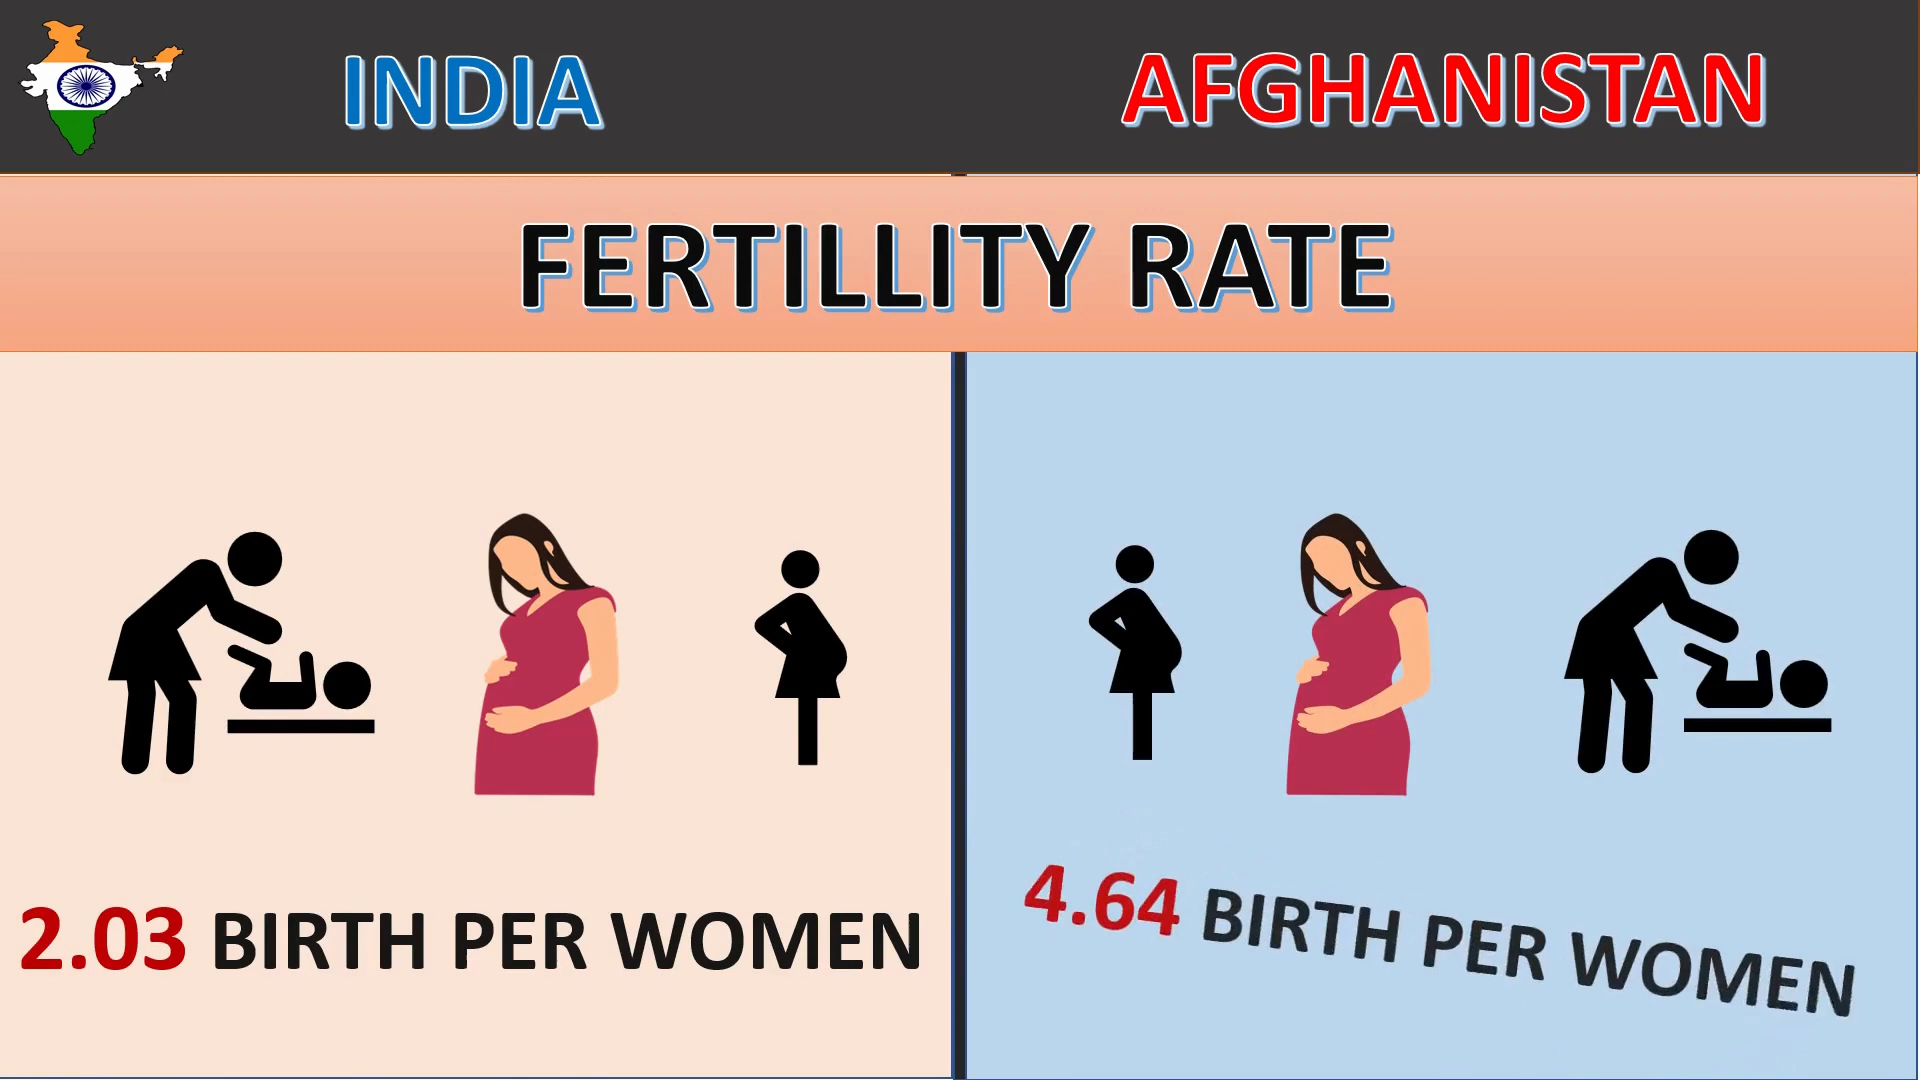 INDIA
AFGHANISTAN
FERTILLITY RATE
2.03 BIRTH PER WOMEN
4.64 BIRTH PER WOMEN